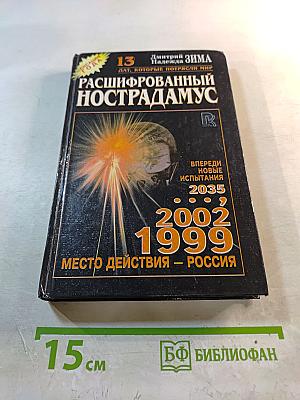 13
Дмитрий
Надежда ЗИМА
ДАТ, КОТОРЫЕ ПОТРЯСЛИ МИР
РАСШИФРОВАННЫЙ
НОСТРАДАМУС
ВПЕРЕДИ
НОВЫЕ
ИСПЫТАНИЯ
2035
...,
2002
1999
МЕСТО ДЕЙСТВИЯ — РОССИЯ
15 см
БФ БИБЛИОФАН